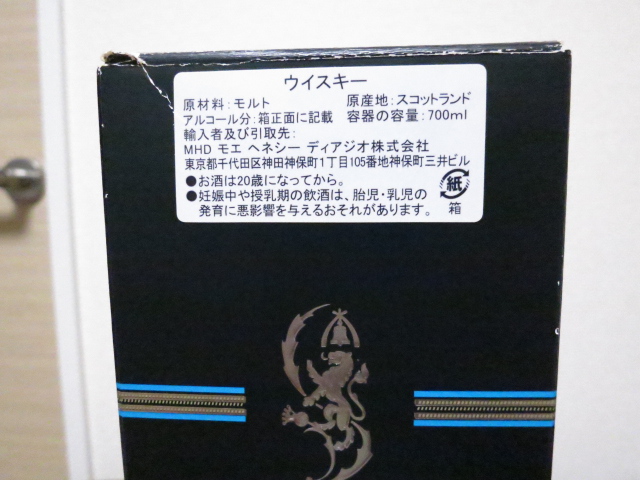 ウイスキー
原材料:モルト 原産地:スコットランド
アルコール分:箱正面に記載 容器の容量:700ml
輸入者及び引取先:
MHD モエ ヘネシー ディアジオ株式会社
東京都千代田区神田神保町1丁目105番地神保町三井ビル
●お酒は20歳になってから。
●妊娠中や授乳期の飲酒は、胎児・乳児の
発育に悪影響を与えるおそれがあります。
紙
箱